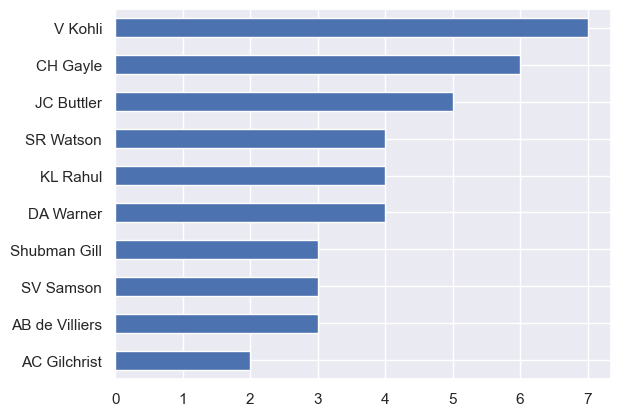 V Kohli
CH Gayle
JC Buttler
SR Watson
KL Rahul
DA Warner
Shubman Gill
SV Samson
AB de Villiers
AC Gilchrist
0 1 2 3 4 5 6 7